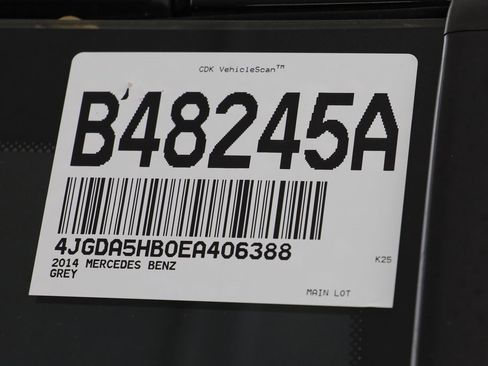 CDK VehicleScan™
B48245A
4JGDA5HB0EA406388
2014 MERCEDES BENZ
GREY
K25
MAIN LOT